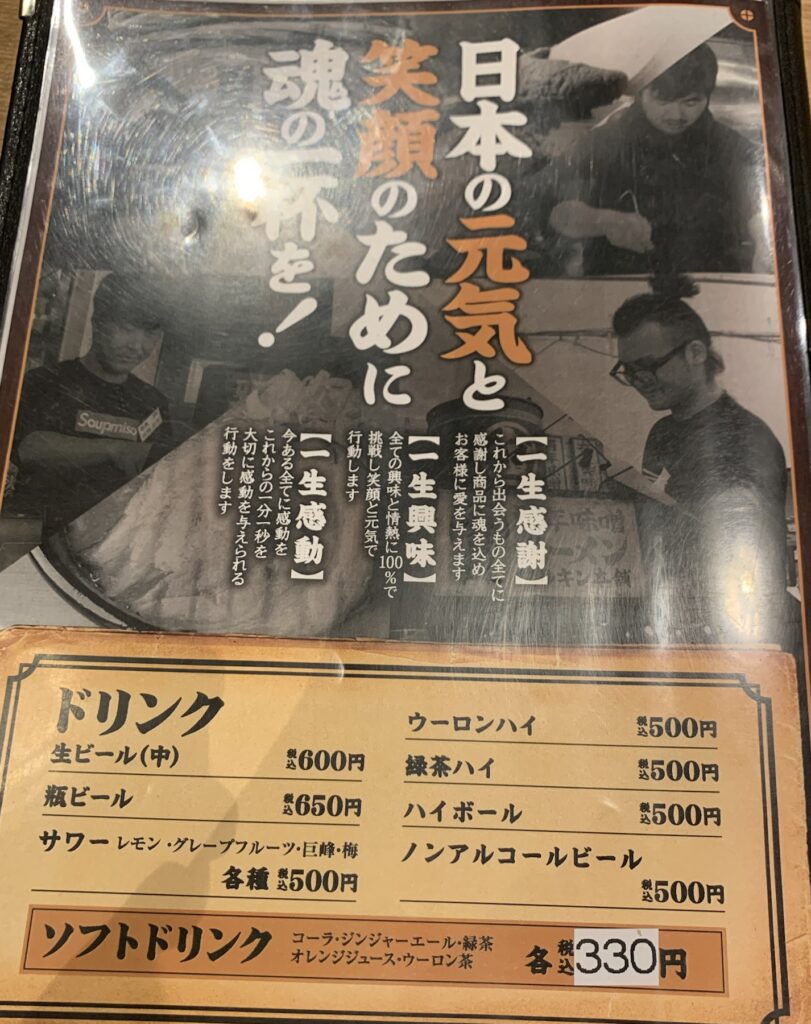 日本の元気と
笑顔のために
魂の一杯を！
Soupmiso
【一生感謝】
これから出会うもの全てに
感謝し商品に魂を込め
お客様に愛を与えます
【一生興味】
全ての興味と情熱に100%で
挑戦し笑顔と元気で
行動します
【一生感動】
今ある全てに感動を
これからの一分一秒を
大切に感動を与えられる
行動をします
ドリンク
生ビール(中) 税込600円
瓶ビール 税込650円
サワー レモン・グレープフルーツ・巨峰・梅
各種 税込500円
ウーロンハイ 税込500円
緑茶ハイ 税込500円
ハイボール 税込500円
ノンアルコールビール
税込500円
ソフトドリンク コーラ・ジンジャーエール・緑茶
オレンジジュース・ウーロン茶 各税込330円